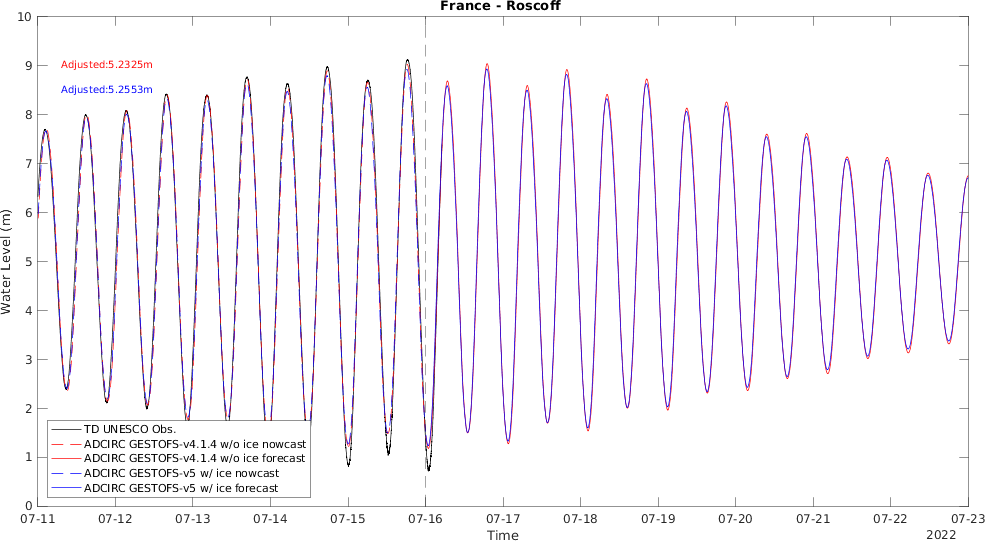 France - Roscoff
10
9
8
7
6
5
4
3
2
1
0
Water Level (m)
Adjusted:5.2325m
Adjusted:5.2553m
TD UNESCO Obs.
ADCIRC GESTOFS-v4.1.4 w/o ice nowcast
ADCIRC GESTOFS-v4.1.4 w/o ice forecast
ADCIRC GESTOFS-v5 w/ ice nowcast
ADCIRC GESTOFS-v5 w/ ice forecast
07-11 07-12 07-13 07-14 07-15 07-16 07-17 07-18 07-19 07-20 07-21 07-22 07-23
Time
2022